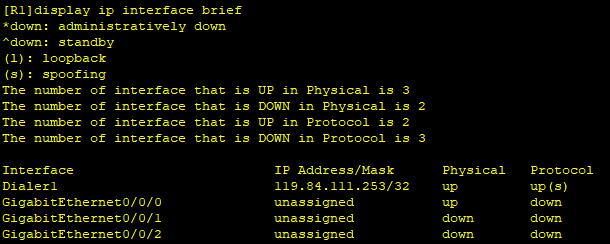 [R1]display ip interface brief
*down: administratively down
^down: standby
(l): loopback
(s): spoofing
The number of interface that is UP in Physical is 3
The number of interface that is DOWN in Physical is 2
The number of interface that is UP in Protocol is 2
The number of interface that is DOWN in Protocol is 3
Interface IP Address/Mask Physical Protocol
Dialer1 119.84.111.253/32 up up(s)
GigabitEthernet0/0/0 unassigned up down
GigabitEthernet0/0/1 unassigned down down
GigabitEthernet0/0/2 unassigned down down